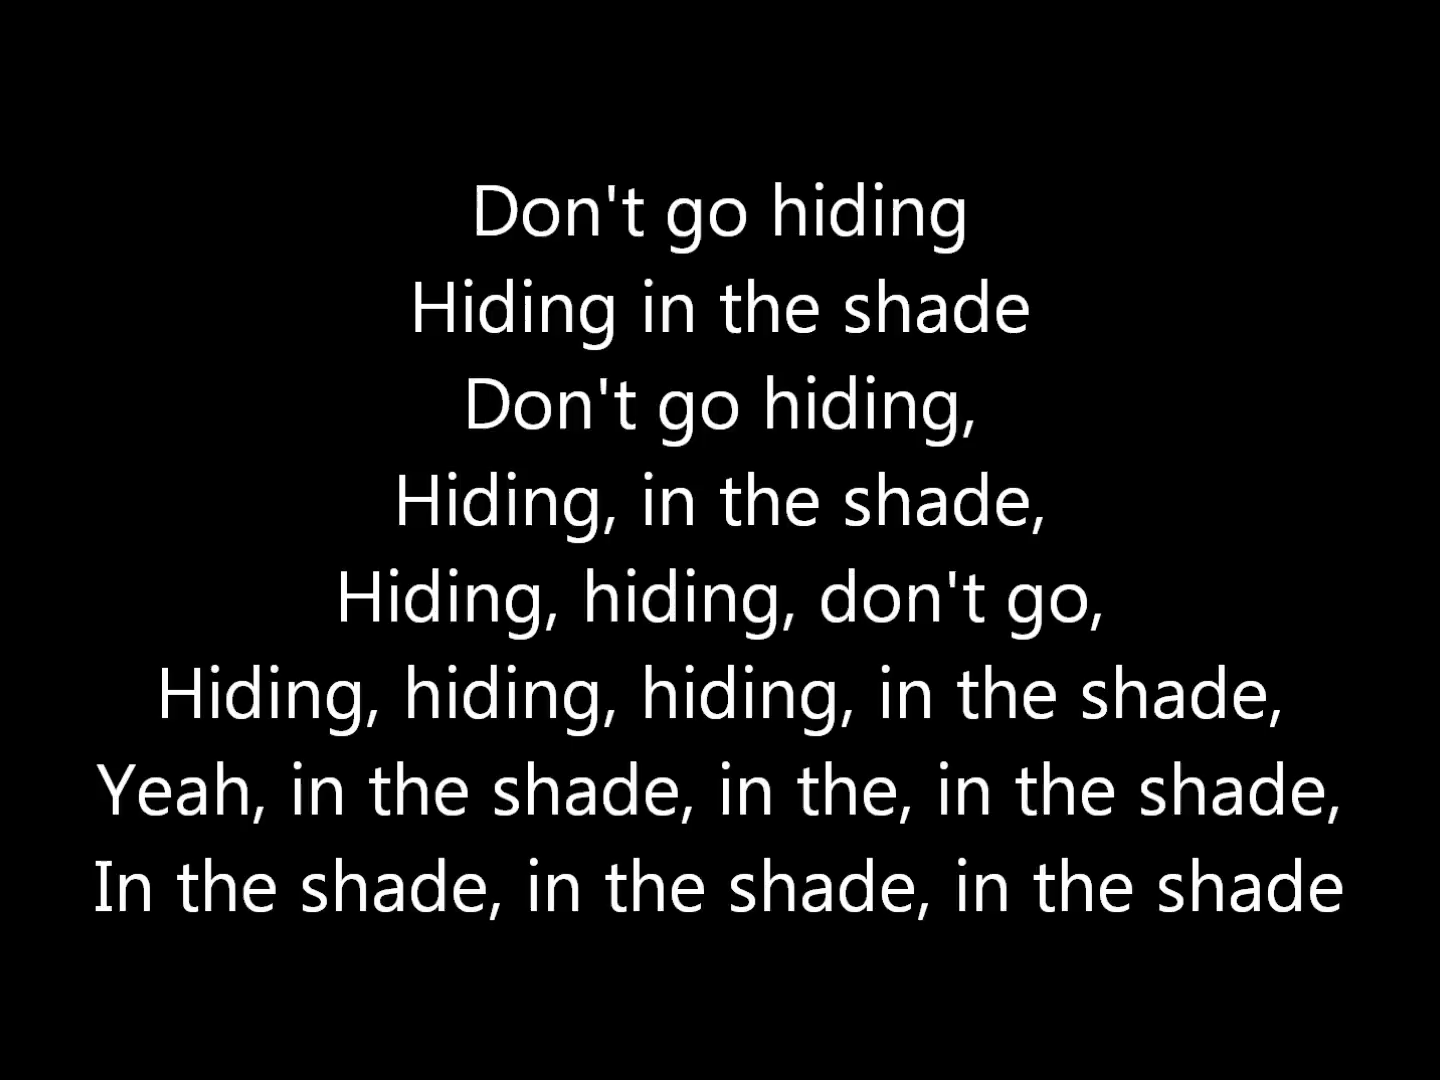 Don't go hiding
Hiding in the shade
Don't go hiding,
Hiding, in the shade,
Hiding, hiding, don't go,
Hiding, hiding, hiding, in the shade,
Yeah, in the shade, in the, in the shade,
In the shade, in the shade, in the shade